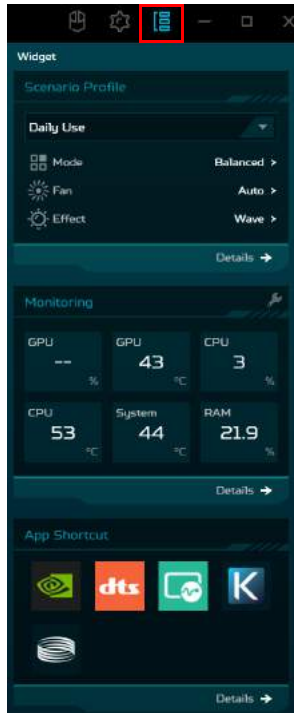 Widget
Scenario Profile
Daily Use
Mode Balanced >
Fan Auto >
Effect Wave >
Details →
Monitoring
GPU GPU CPU
-- 43 3
% °C %
CPU System RAM
53 44 21.9
°C °C %
Details →
App Shortcut
dts K
Details →